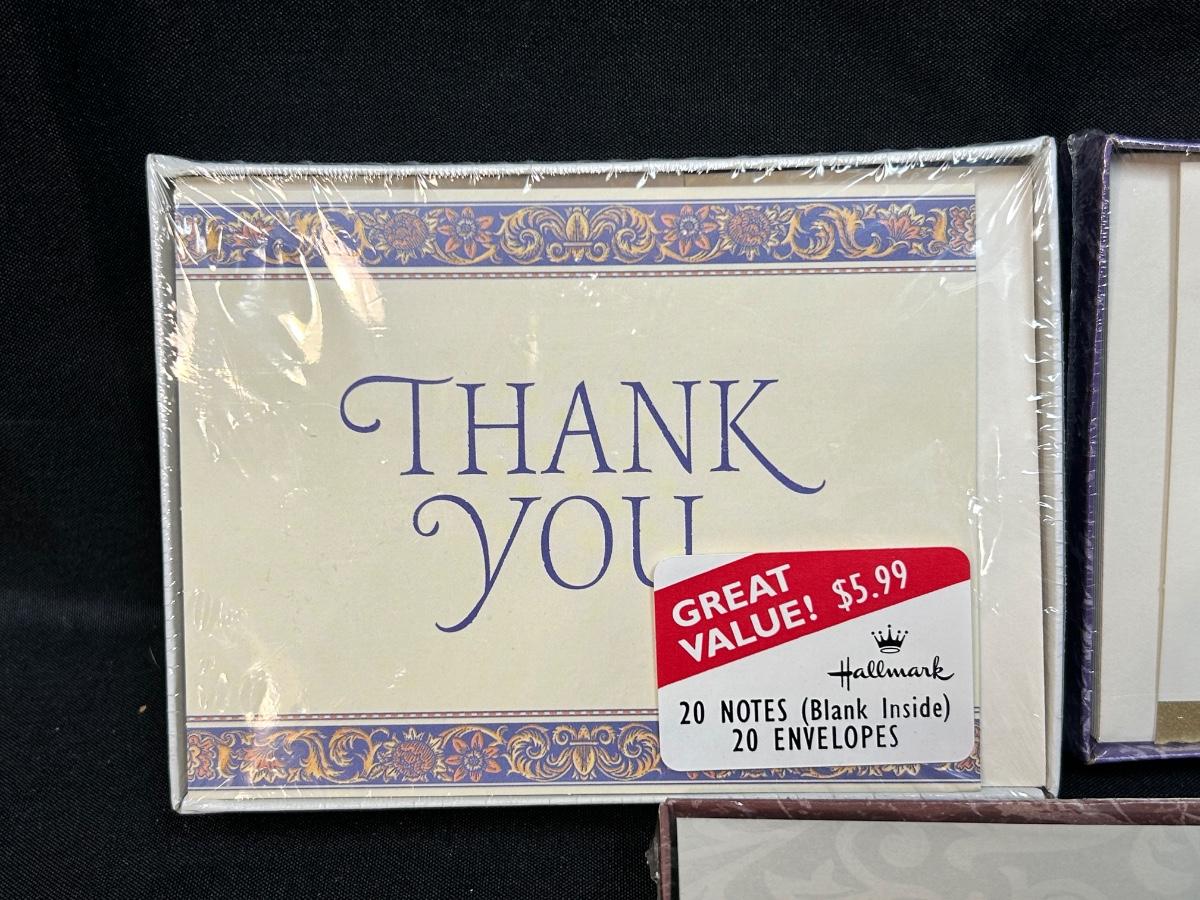 THANK
YOU
GREAT
VALUE! $5.99
Hallmark
20 NOTES (Blank Inside)
20 ENVELOPES